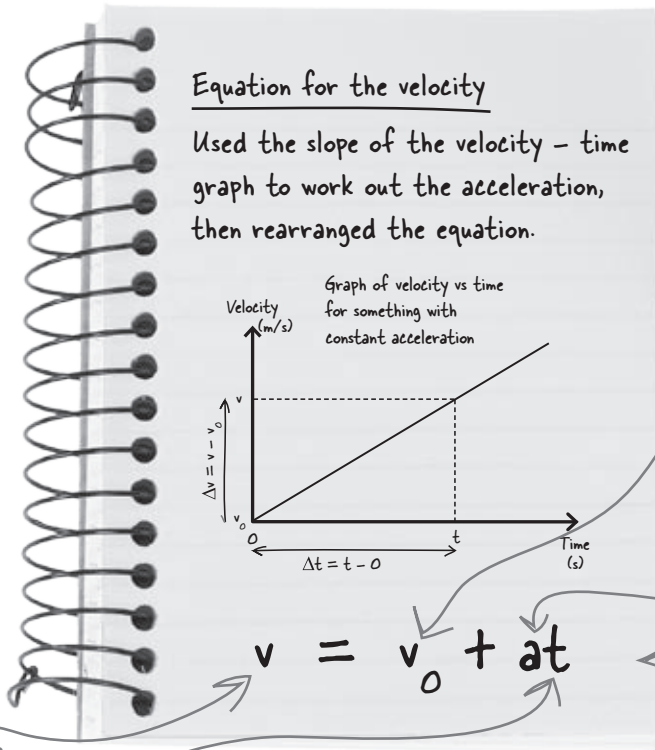 Equation for the velocity
Used the slope of the velocity – time
graph to work out the acceleration,
then rearranged the equation.
Graph of velocity vs time
for something with
constant acceleration
Velocity
(m/s)
v
Δv = v - v₀
v₀
0
t
Time
(s)
Δt = t - 0
v = v₀ + at